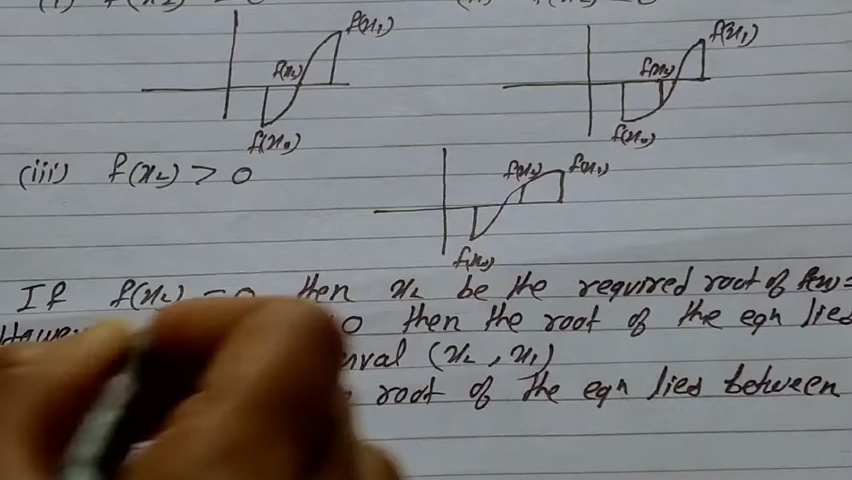 f(x₁)
f(x₂)
f(x₀)
f(x₁)
f(x₂)
f(x₀)
(iii) f(x₂) > 0
f(x₂) f(x₁)
f(x₀)
If f(x₂) = 0 then x₂ be the required root of f(x) =
0 then the root of the eqn lies
(x₂, x₁)
root of the eqn lies between